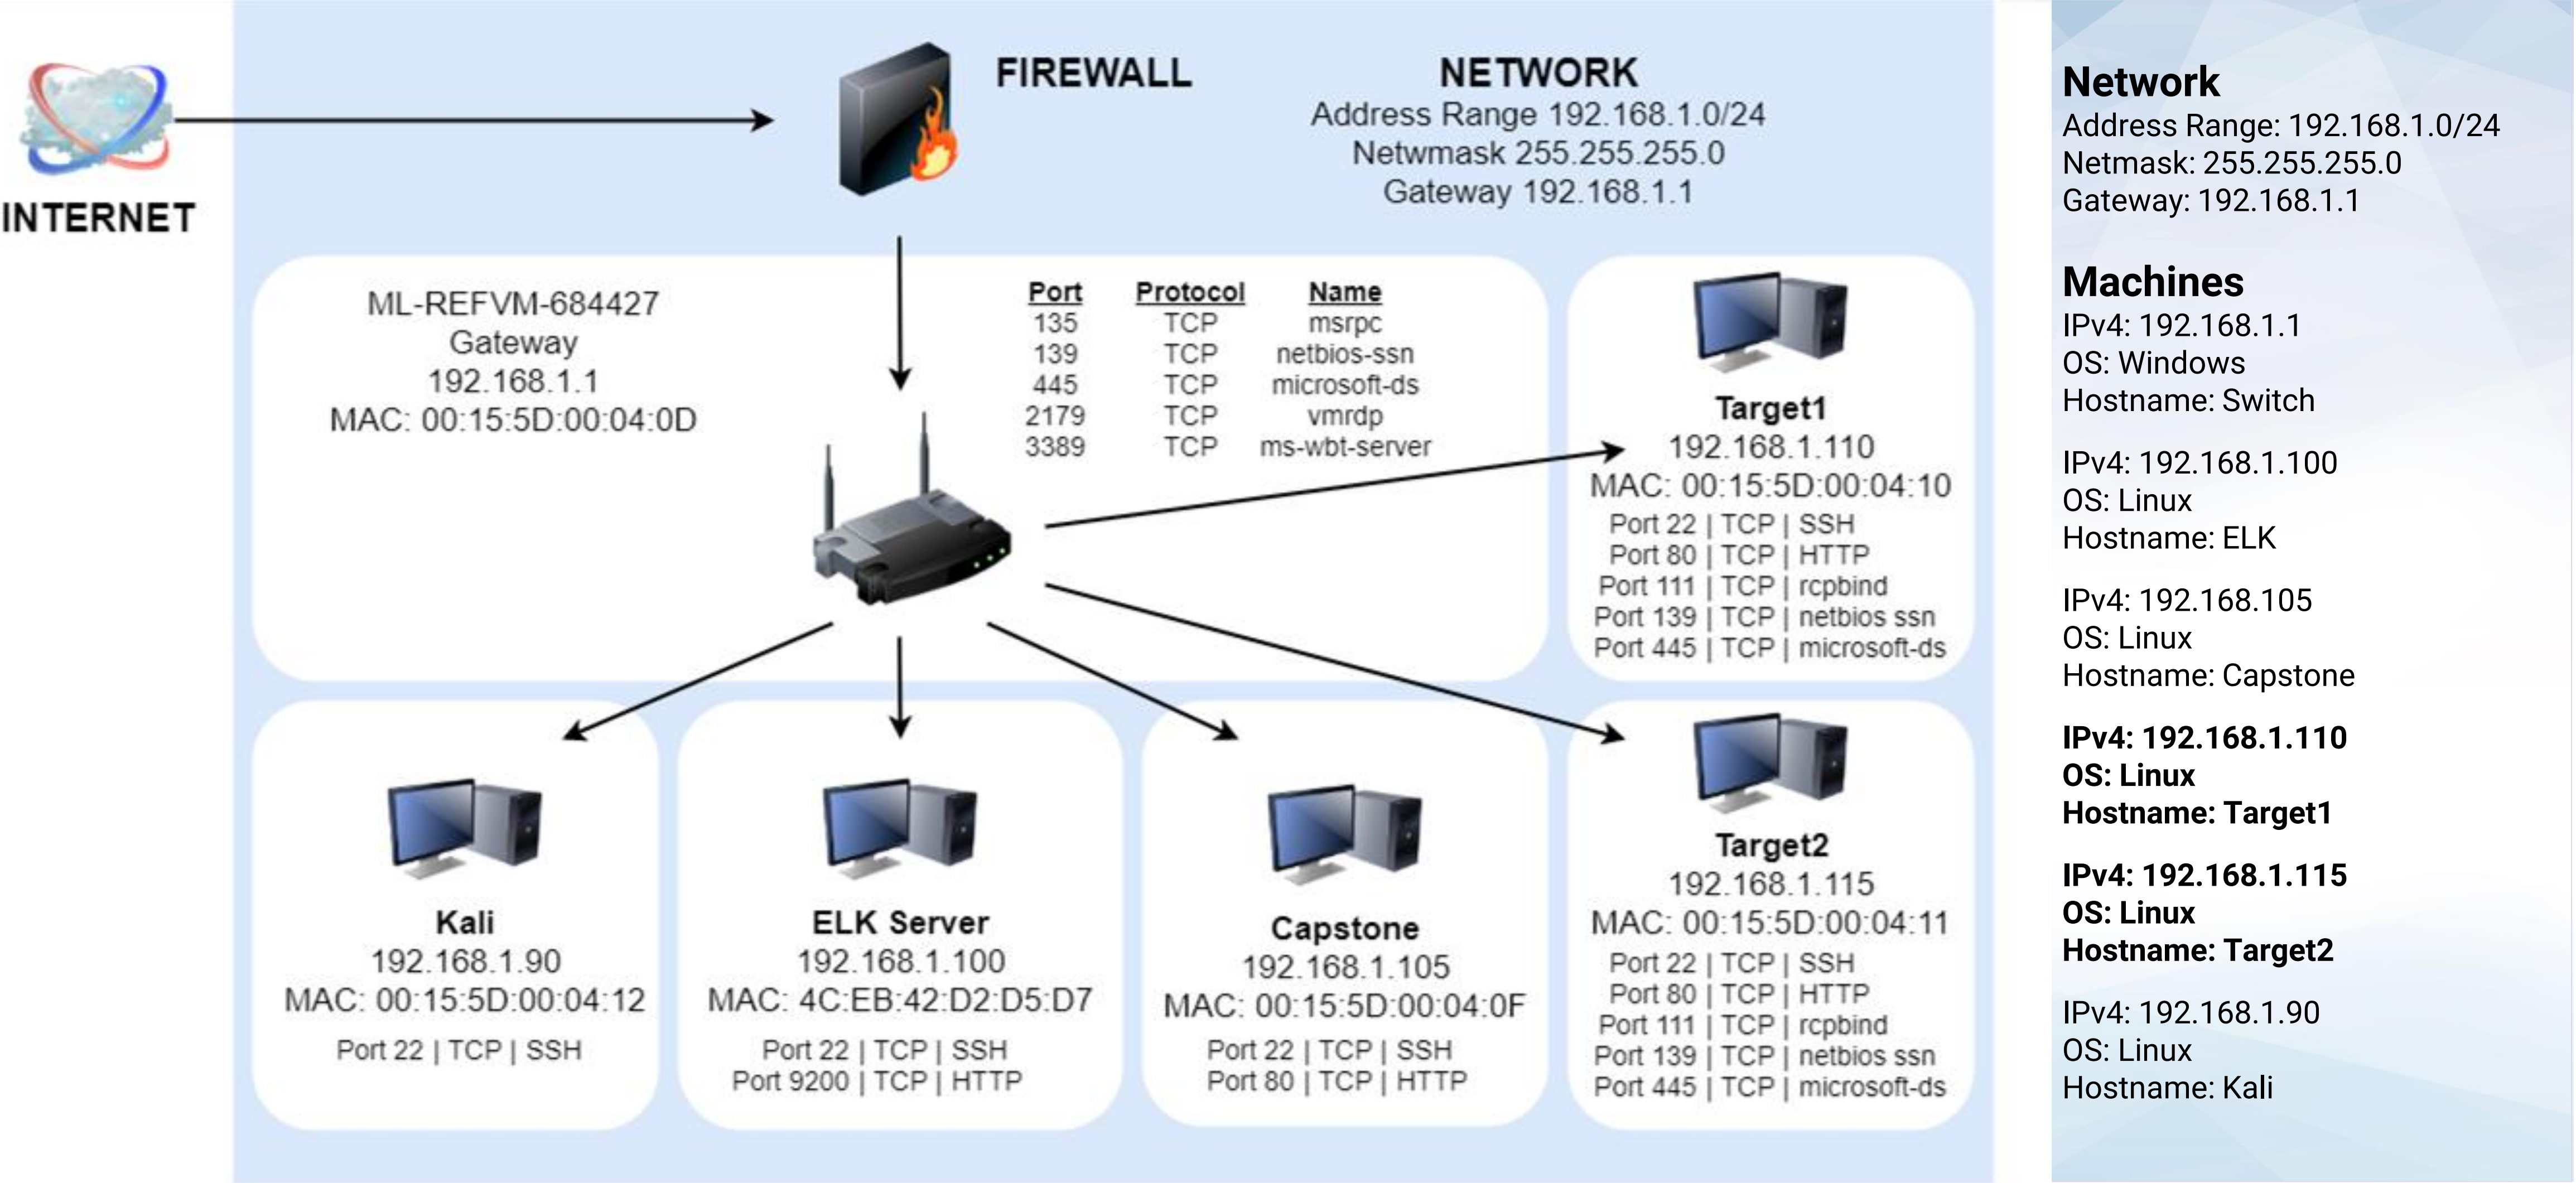 INTERNET
FIREWALL
NETWORK
Address Range 192.168.1.0/24
Netwmask 255.255.255.0
Gateway 192.168.1.1
ML-REFVM-684427
Gateway
192.168.1.1
MAC: 00:15:5D:00:04:0D
Port Protocol Name
135 TCP msrpc
139 TCP netbios-ssn
445 TCP microsoft-ds
2179 TCP vmrdp
3389 TCP ms-wbt-server
Target1
192.168.1.110
MAC: 00:15:5D:00:04:10
Port 22 | TCP | SSH
Port 80 | TCP | HTTP
Port 111 | TCP | rcpbind
Port 139 | TCP | netbios ssn
Port 445 | TCP | microsoft-ds
Kali
192.168.1.90
MAC: 00:15:5D:00:04:12
Port 22 | TCP | SSH
ELK Server
192.168.1.100
MAC: 4C:EB:42:D2:D5:D7
Port 22 | TCP | SSH
Port 9200 | TCP | HTTP
Capstone
192.168.1.105
MAC: 00:15:5D:00:04:0F
Port 22 | TCP | SSH
Port 80 | TCP | HTTP
Target2
192.168.1.115
MAC: 00:15:5D:00:04:11
Port 22 | TCP | SSH
Port 80 | TCP | HTTP
Port 111 | TCP | rcpbind
Port 139 | TCP | netbios ssn
Port 445 | TCP | microsoft-ds
Network
Address Range: 192.168.1.0/24
Netmask: 255.255.255.0
Gateway: 192.168.1.1
Machines
IPv4: 192.168.1.1
OS: Windows
Hostname: Switch
IPv4: 192.168.1.100
OS: Linux
Hostname: ELK
IPv4: 192.168.105
OS: Linux
Hostname: Capstone
IPv4: 192.168.1.110
OS: Linux
Hostname: Target1
IPv4: 192.168.1.115
OS: Linux
Hostname: Target2
IPv4: 192.168.1.90
OS: Linux
Hostname: Kali